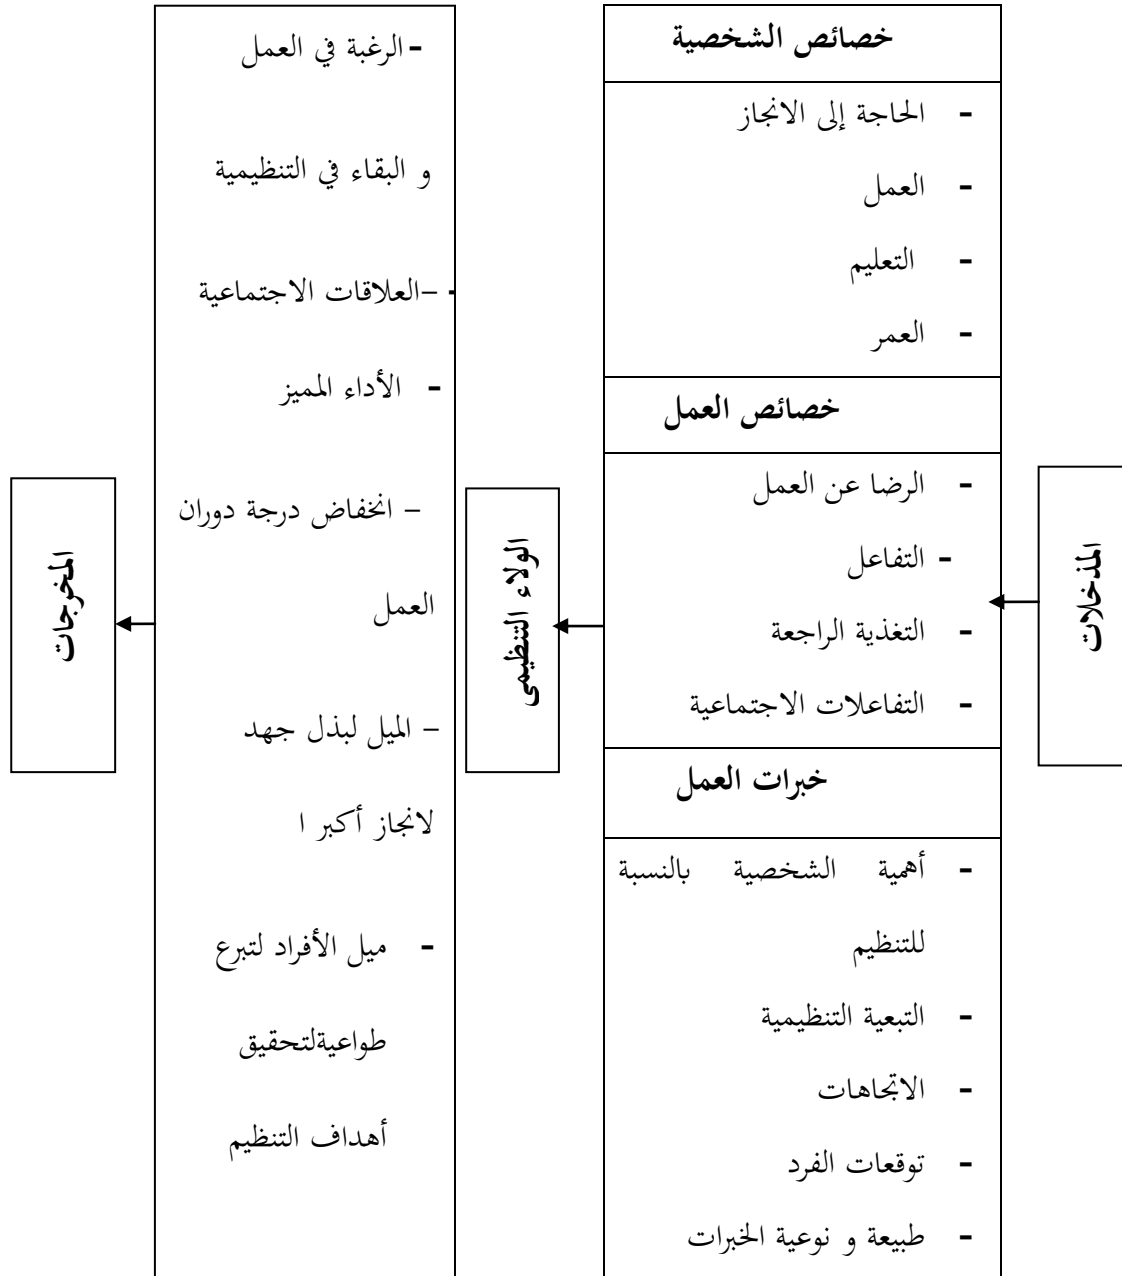 المذخلات
خصائص الشخصية
- الحاجة إلى الانجاز
- العمل
- التعليم
- العمر
خصائص العمل
- الرضا عن العمل
- التفاعل
- التغذية الراجعة
- التفاعلات الاجتماعية
خبرات العمل
- أهمية الشخصية بالنسبة
للتنظيم
- التبعية التنظيمية
- الاتجاهات
- توقعات الفرد
- طبيعة و نوعية الخبرات
الولاء التنظيمي
- الرغبة في العمل
و البقاء في التنظيمية
- –العلاقات الاجتماعية
- الأداء المميز
– انخفاض درجة دوران
العمل
– الميل لبذل جهد
لانجاز أكبر ا
- ميل الأفراد لتبرع
طواعيةلتحقيق
أهداف التنظيم
المخرجات